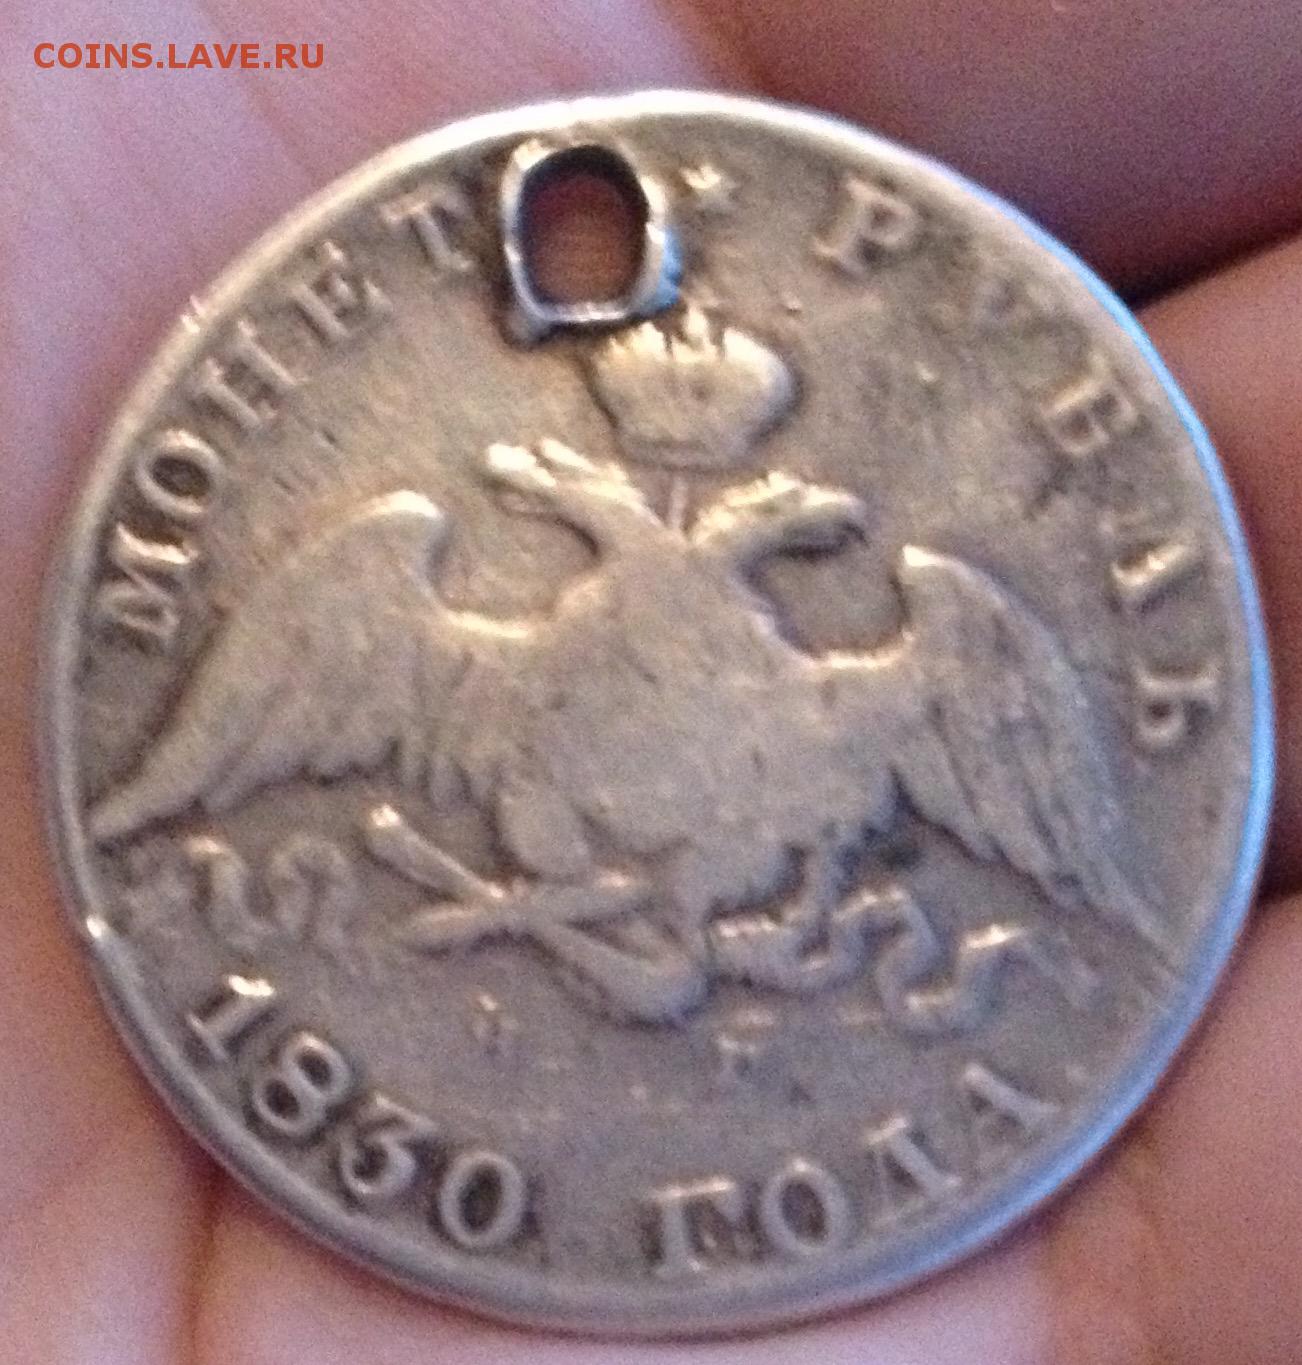 COINS.LAVE.RU
МОНЕТ * РУБЛЬ
1830 ГОДА.